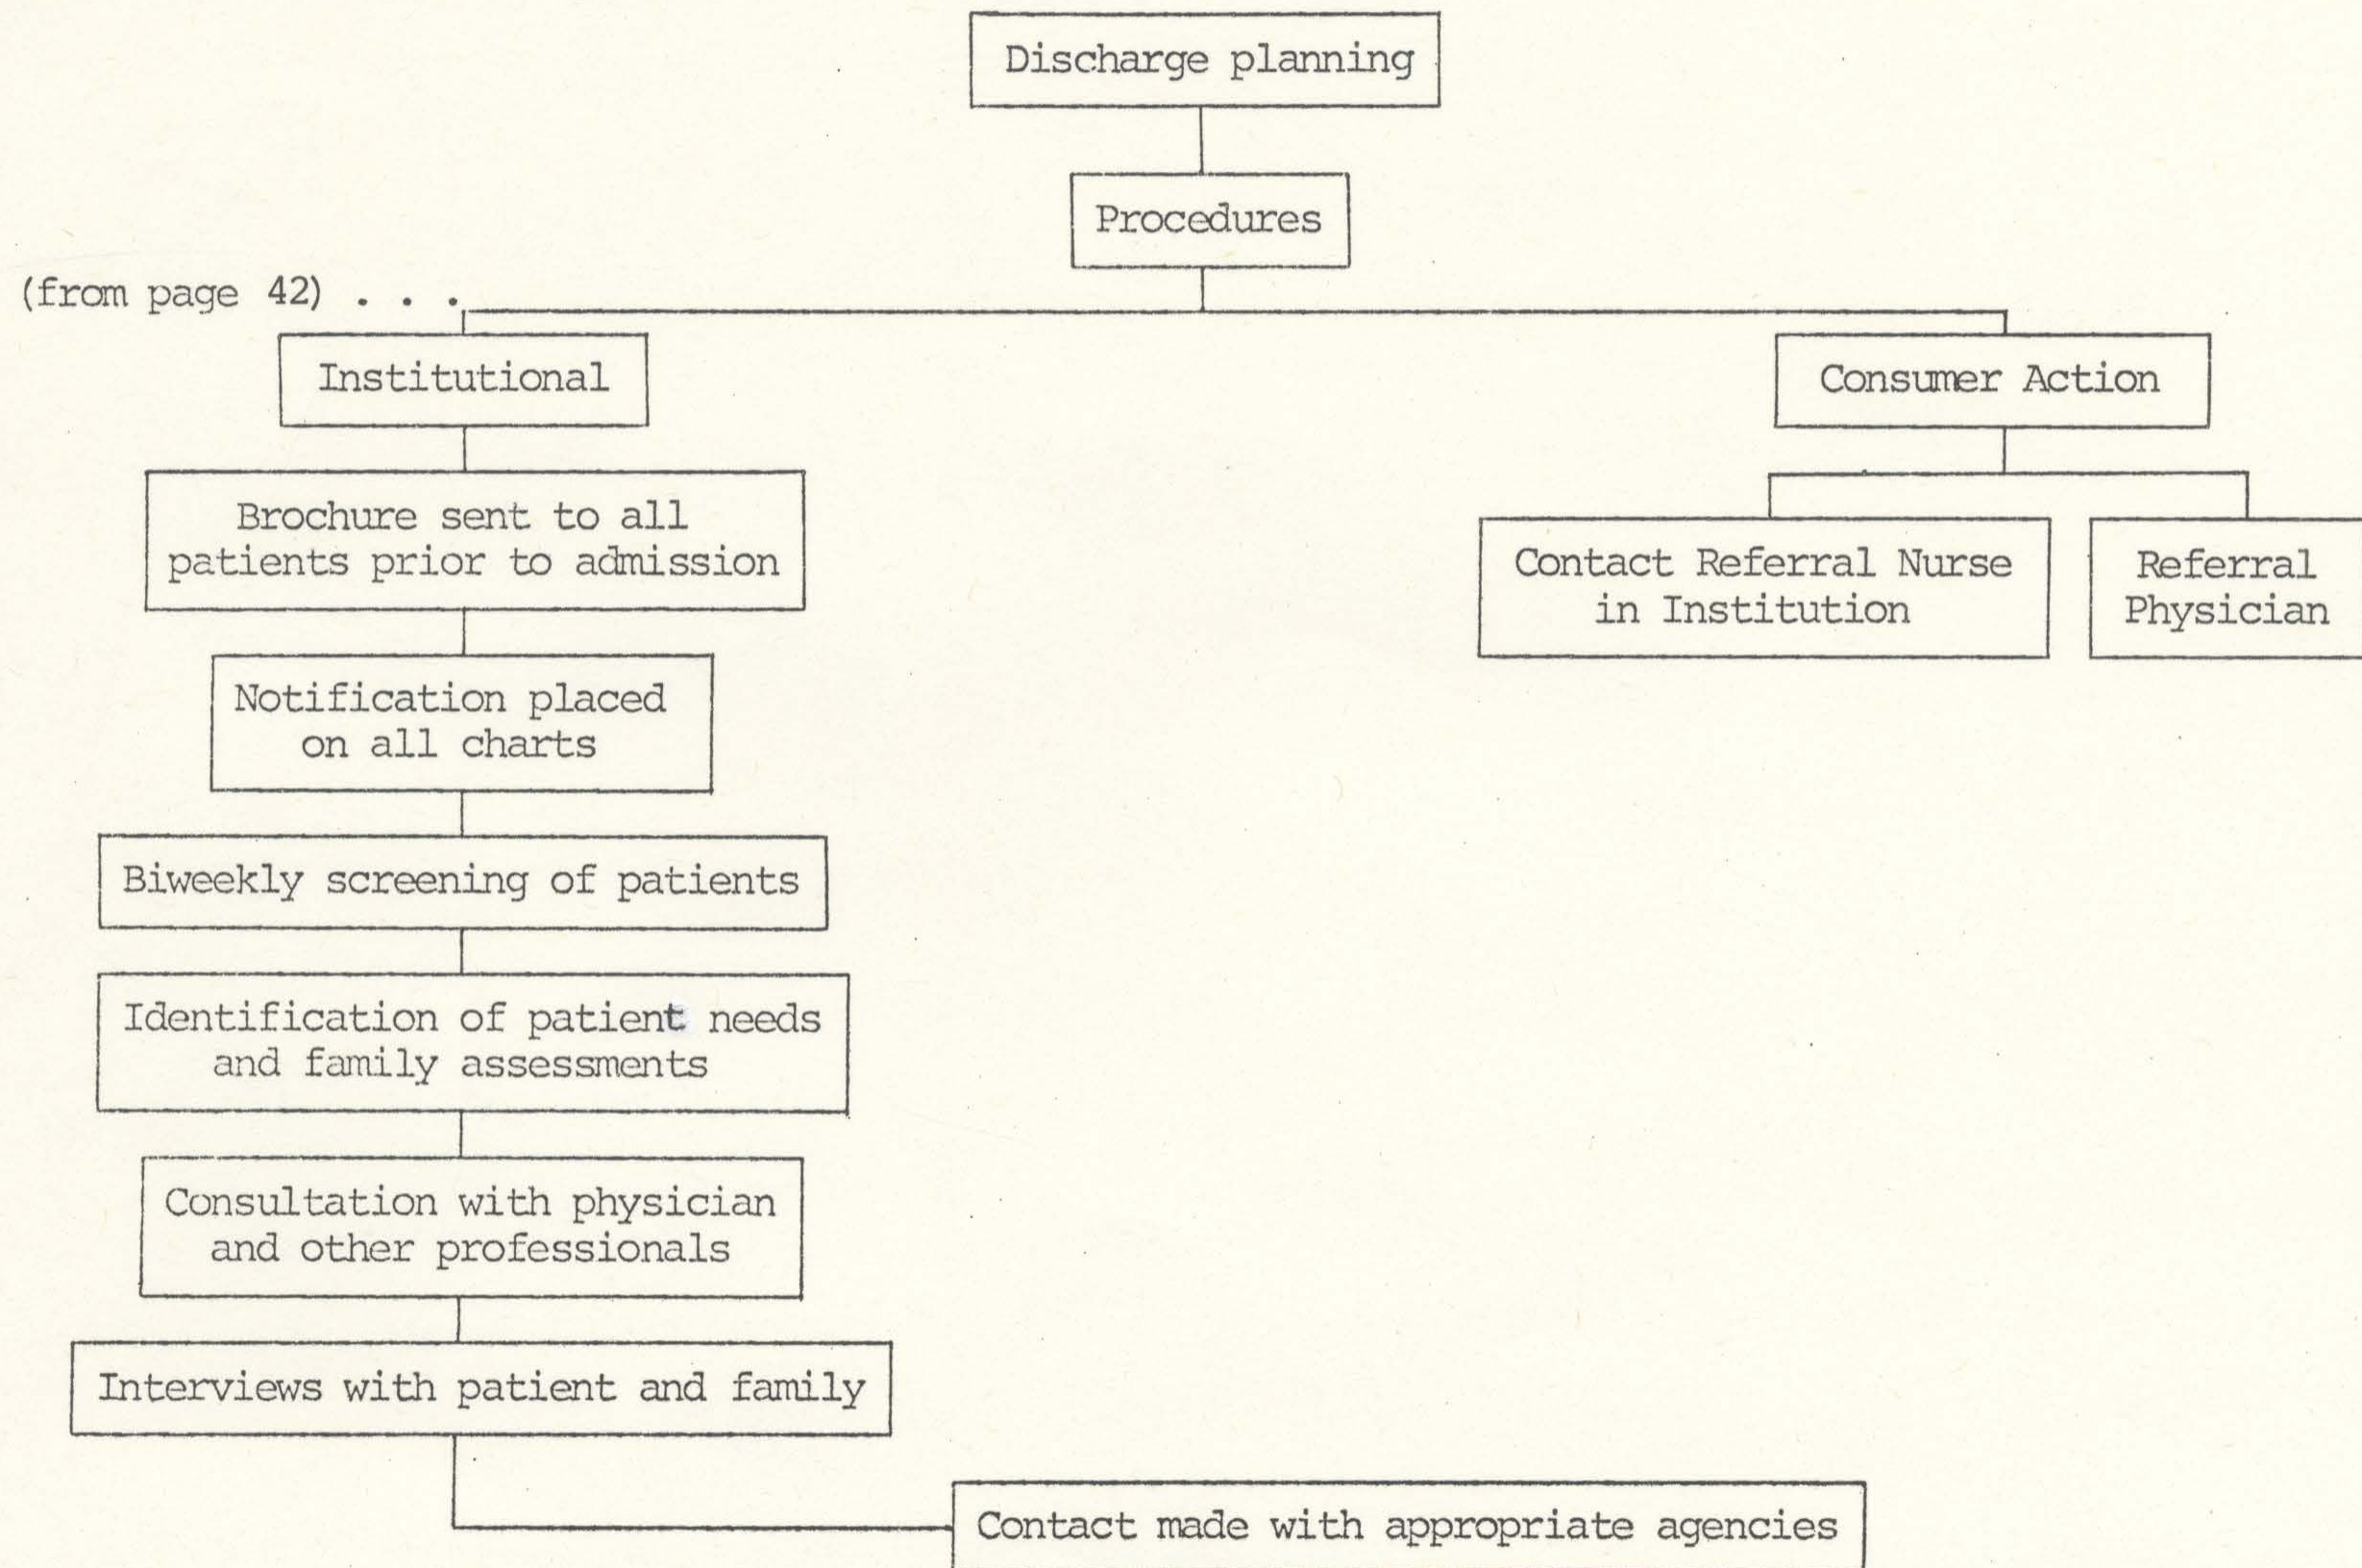 Discharge planning
Procedures
(from page 42) . . .
Institutional
Consumer Action
Brochure sent to all
patients prior to admission
Contact Referral Nurse
in Institution
Referral
Physician
Notification placed
on all charts
Biweekly screening of patients
Identification of patient needs
and family assessments
Consultation with physician
and other professionals
Interviews with patient and family
Contact made with appropriate agencies